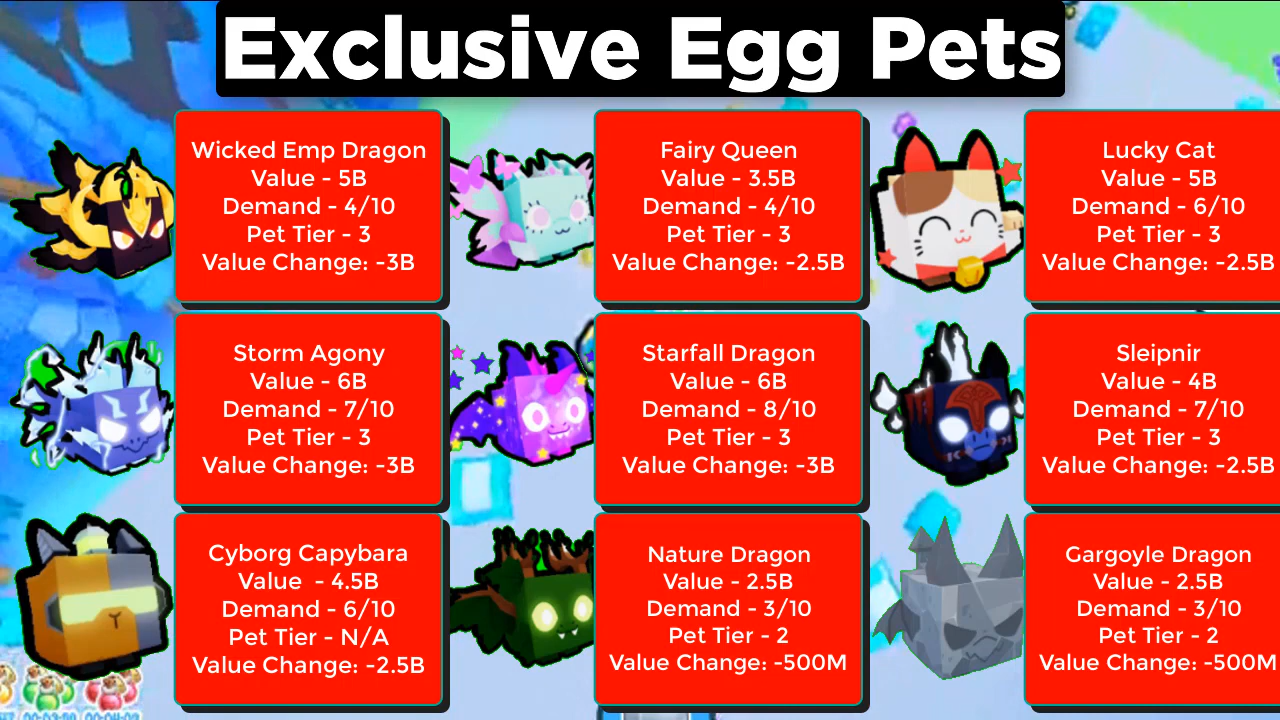 Exclusive Egg Pets
Wicked Emp Dragon
Value - 5B
Demand - 4/10
Pet Tier - 3
Value Change: -3B
Fairy Queen
Value - 3.5B
Demand - 4/10
Pet Tier - 3
Value Change: -2.5B
Lucky Cat
Value - 5B
Demand - 6/10
Pet Tier - 3
Value Change: -2.5B
Storm Agony
Value - 6B
Demand - 7/10
Pet Tier - 3
Value Change: -3B
Starfall Dragon
Value - 6B
Demand - 8/10
Pet Tier - 3
Value Change: -3B
Sleipnir
Value - 4B
Demand - 7/10
Pet Tier - 3
Value Change: -2.5B
Cyborg Capybara
Value - 4.5B
Demand - 6/10
Pet Tier - N/A
Value Change: -2.5B
Nature Dragon
Value - 2.5B
Demand - 3/10
Pet Tier - 2
Value Change: -500M
Gargoyle Dragon
Value - 2.5B
Demand - 3/10
Pet Tier - 2
Value Change: -500M